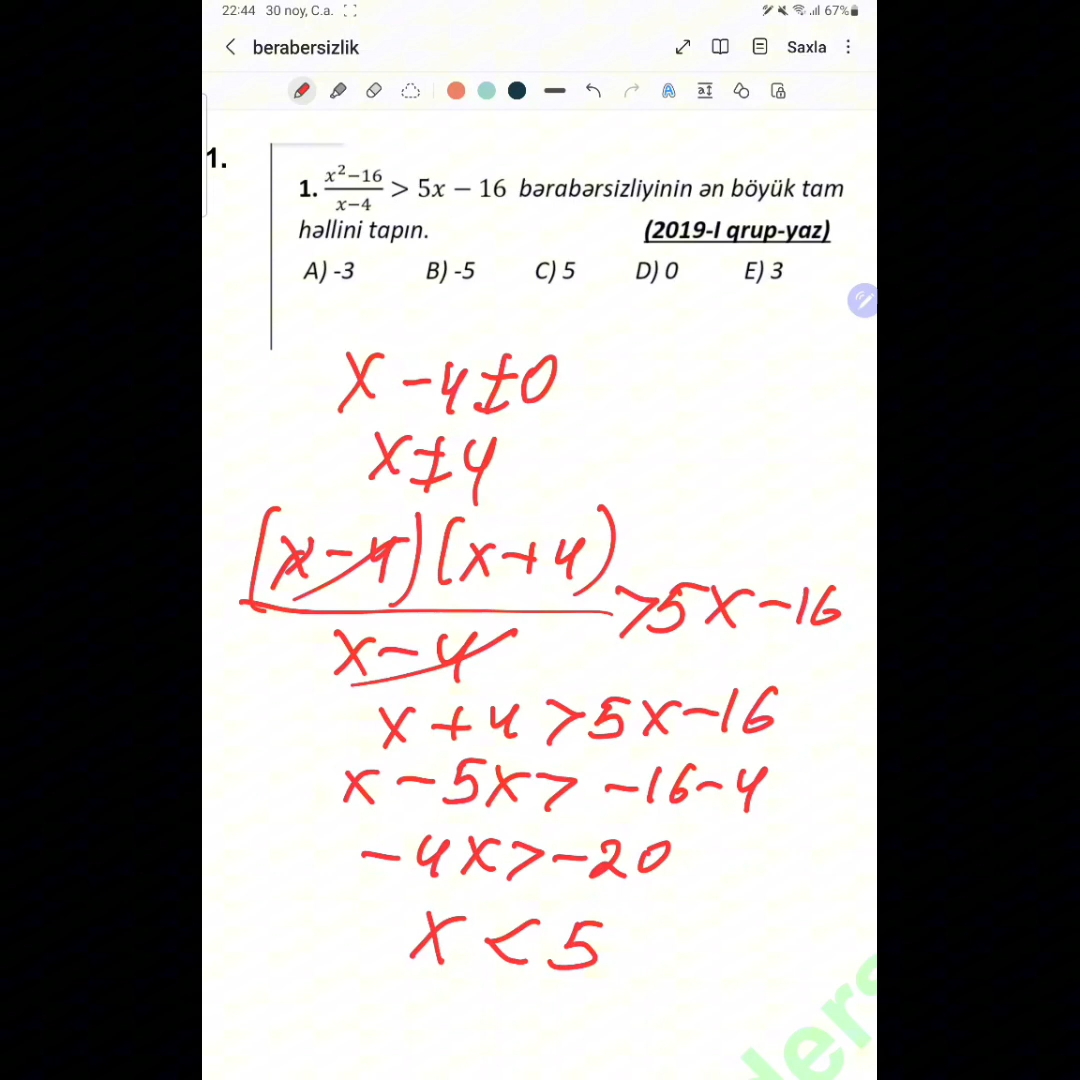 22:44 30 noy, C.a. 67%
berabersizlik Saxla
1.
1. x²−16 / x−4 > 5x − 16 bərabərsizliyinin ən böyük tam
həllini tapın. (2019-I qrup-yaz)
A) -3 B) -5 C) 5 D) 0 E) 3
x − 4 ≠ 0
x ≠ 4
(x − 4)(x + 4) / x − 4 > 5x − 16
x + 4 > 5x − 16
x − 5x > −16 − 4
−4x > −20
x < 5
ders